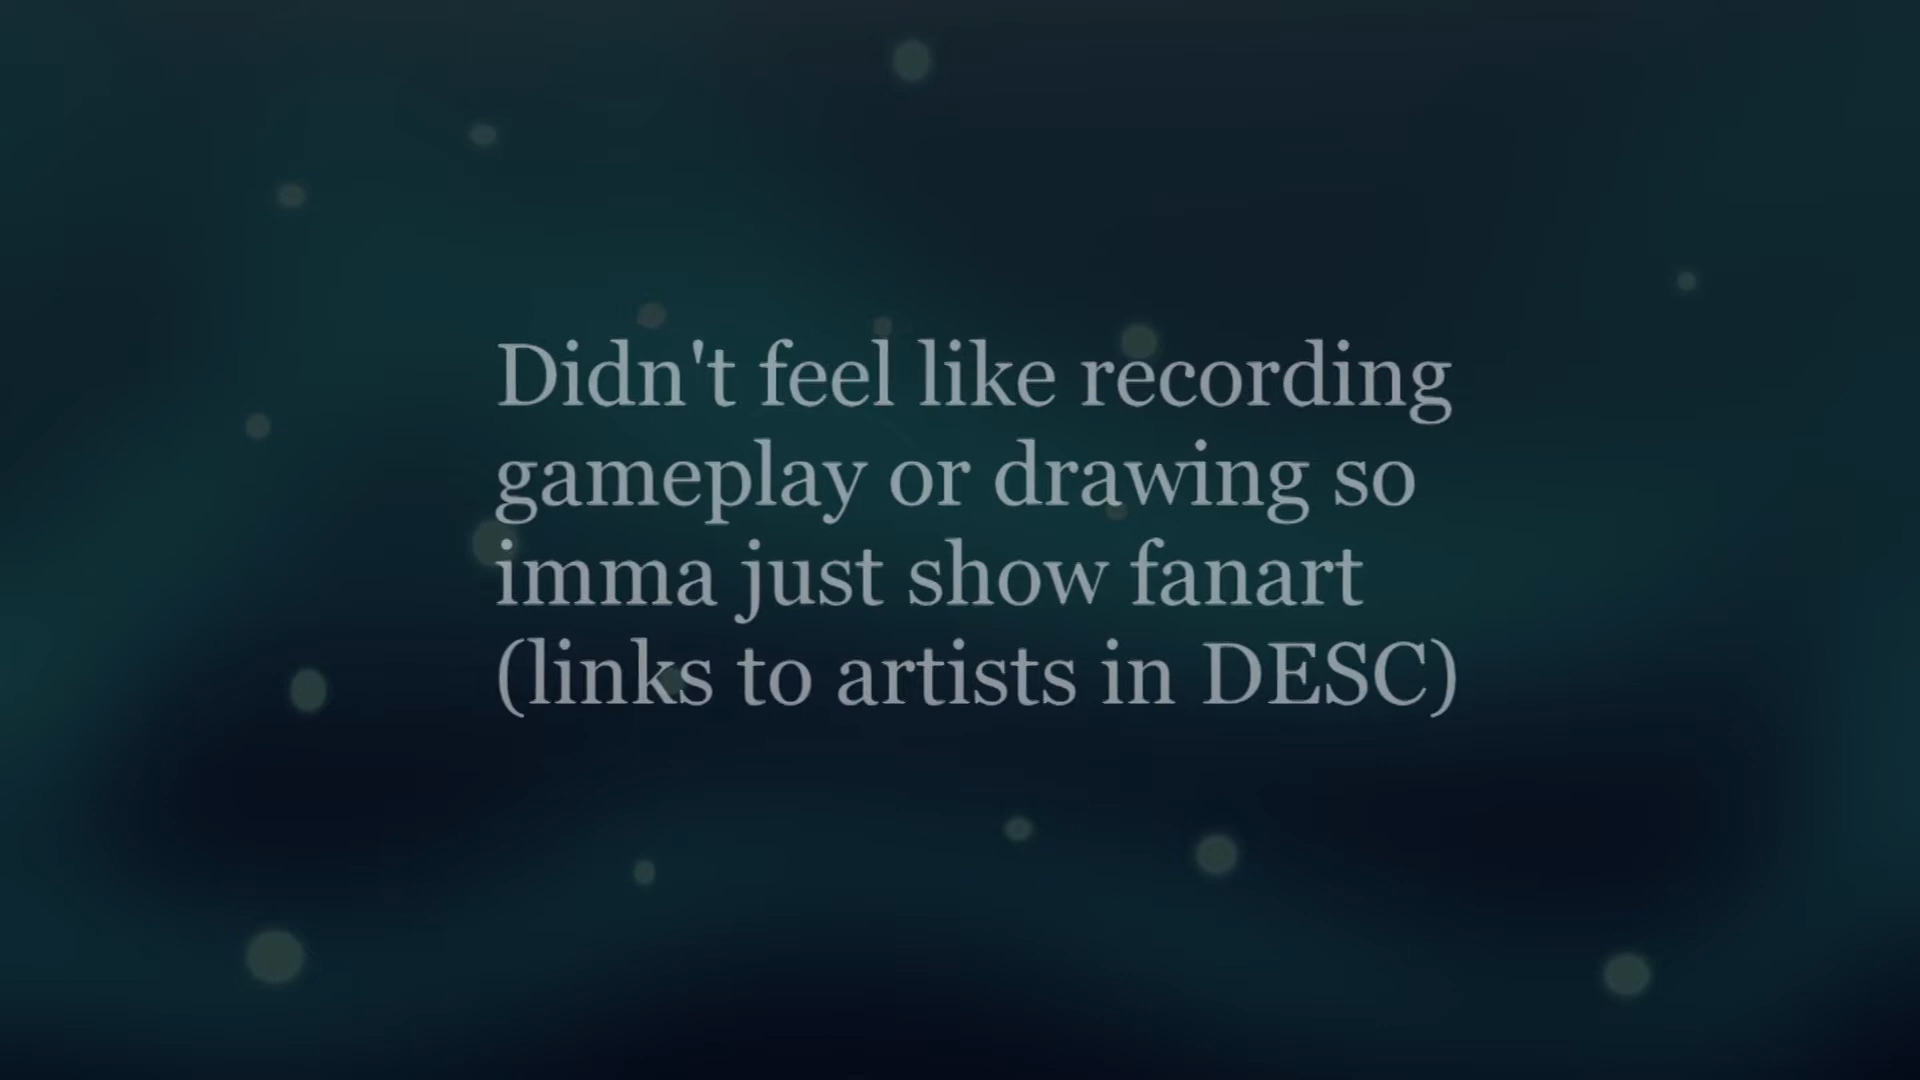 Didn't feel like recording
gameplay or drawing so
imma just show fanart
(links to artists in DESC)